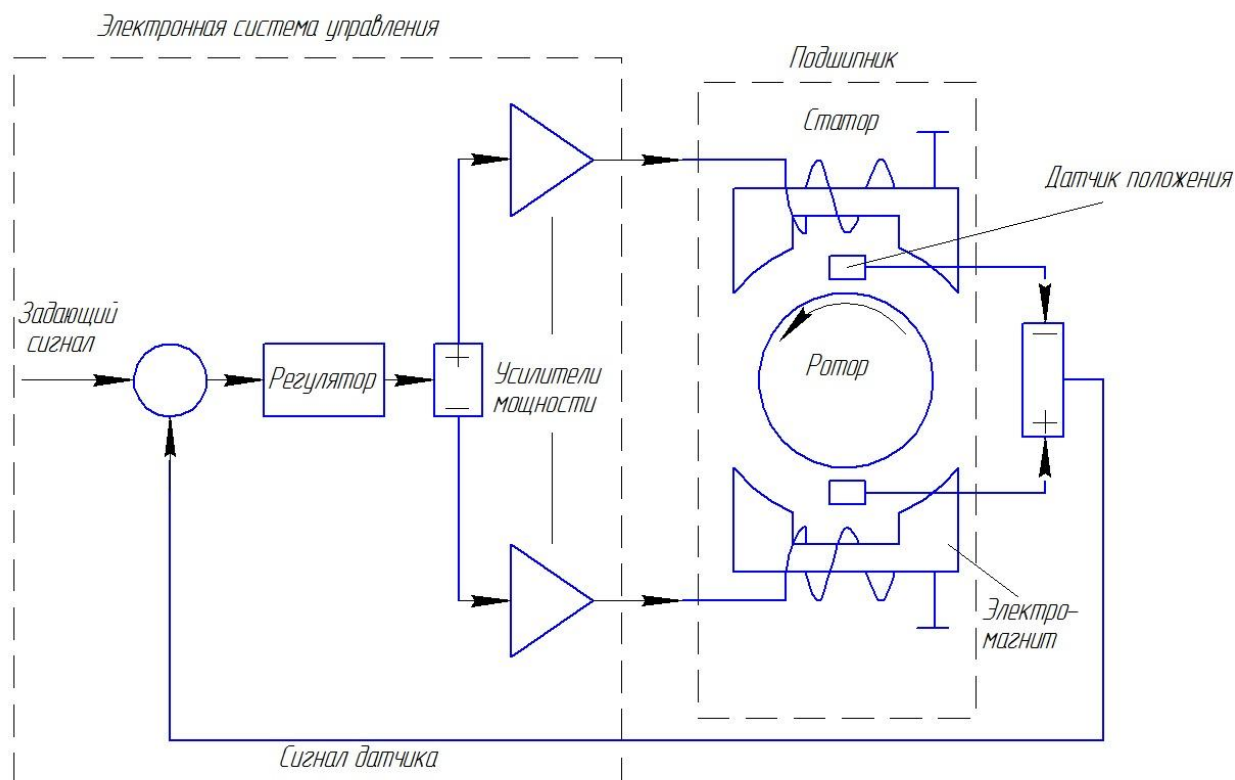 Электронная система управления
Подшипник
Статор
Датчик положения
Задающий
сигнал
Регулятор
+
—
Усилители
мощности
Ротор
—
+
Электро-
магнит
Сигнал датчика